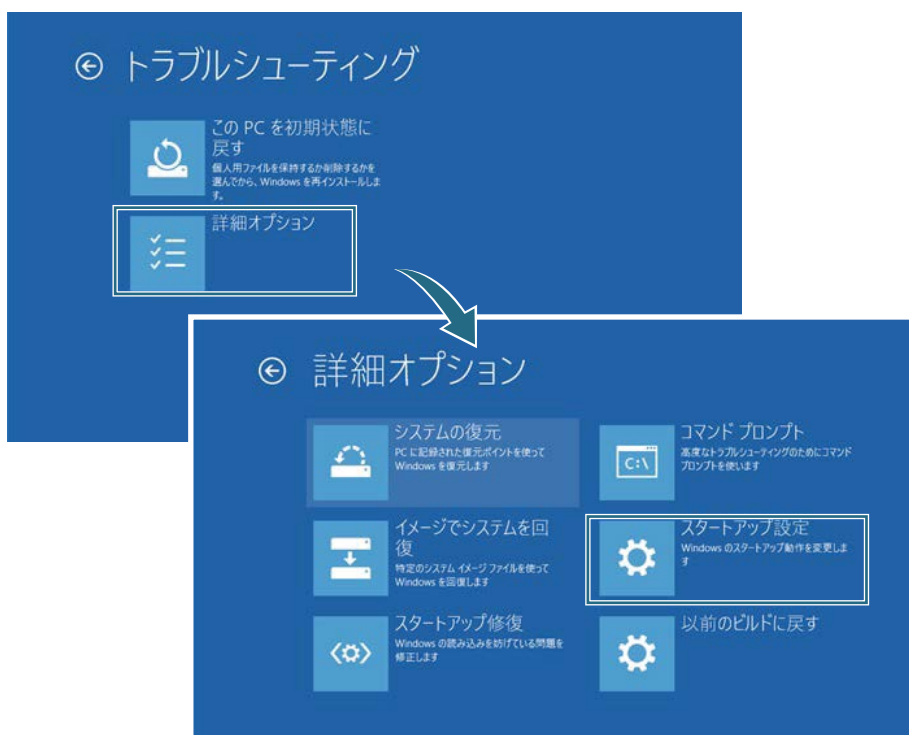 トラブルシューティング
この PC を初期状態に
戻す
個人用ファイルを保持するか削除するかを
選んでから、Windows を再インストールしま
す。
詳細オプション
詳細オプション
システムの復元
PC に記録された復元ポイントを使って
Windows を復元します
コマンド プロンプト
高度なトラブルシューティングのためにコマンド
プロンプトを使います
C:\
イメージでシステムを回
復
特定のシステム イメージ ファイルを使って
Windows を回復します
スタートアップ設定
Windows のスタートアップ動作を変更しま
す
スタートアップ修復
Windows の読み込みを妨げている問題を
修正します
以前のビルドに戻す